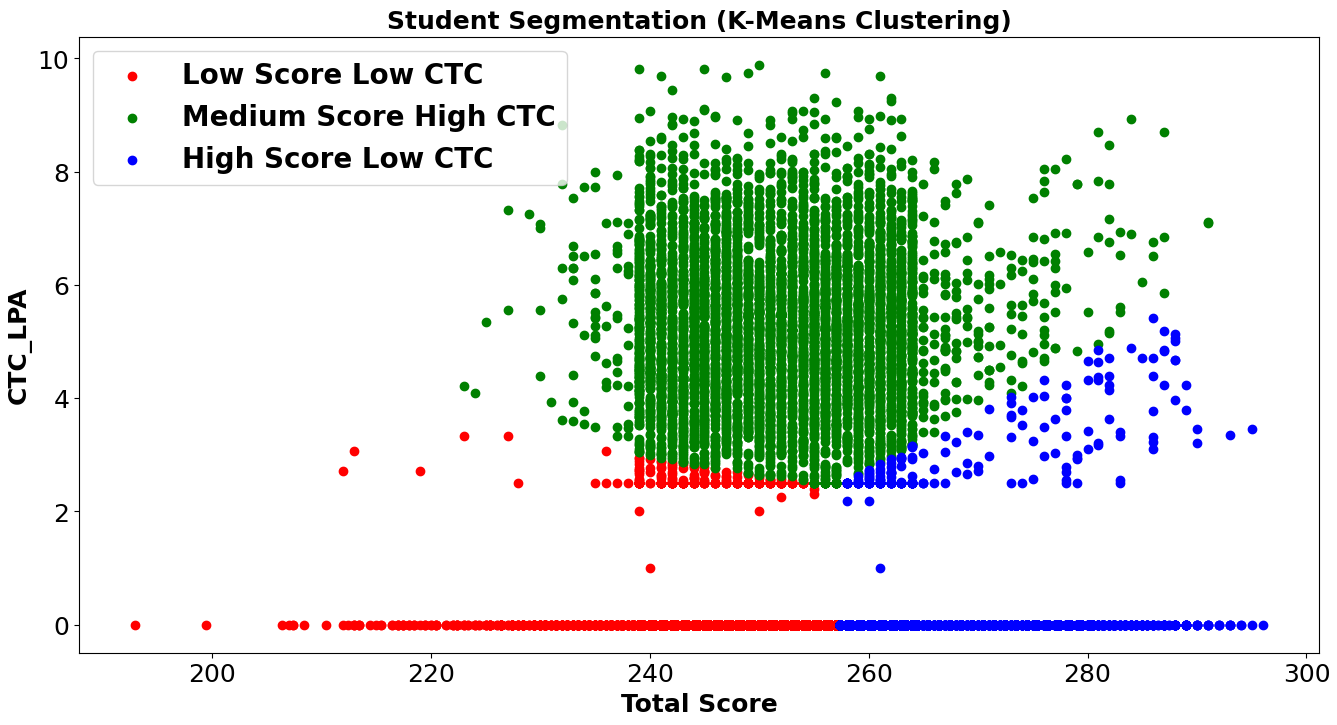 Student Segmentation (K-Means Clustering)
Low Score Low CTC
Medium Score High CTC
High Score Low CTC
10
8
6
4
2
0
CTC_LPA
200 220 240 260 280 300
Total Score